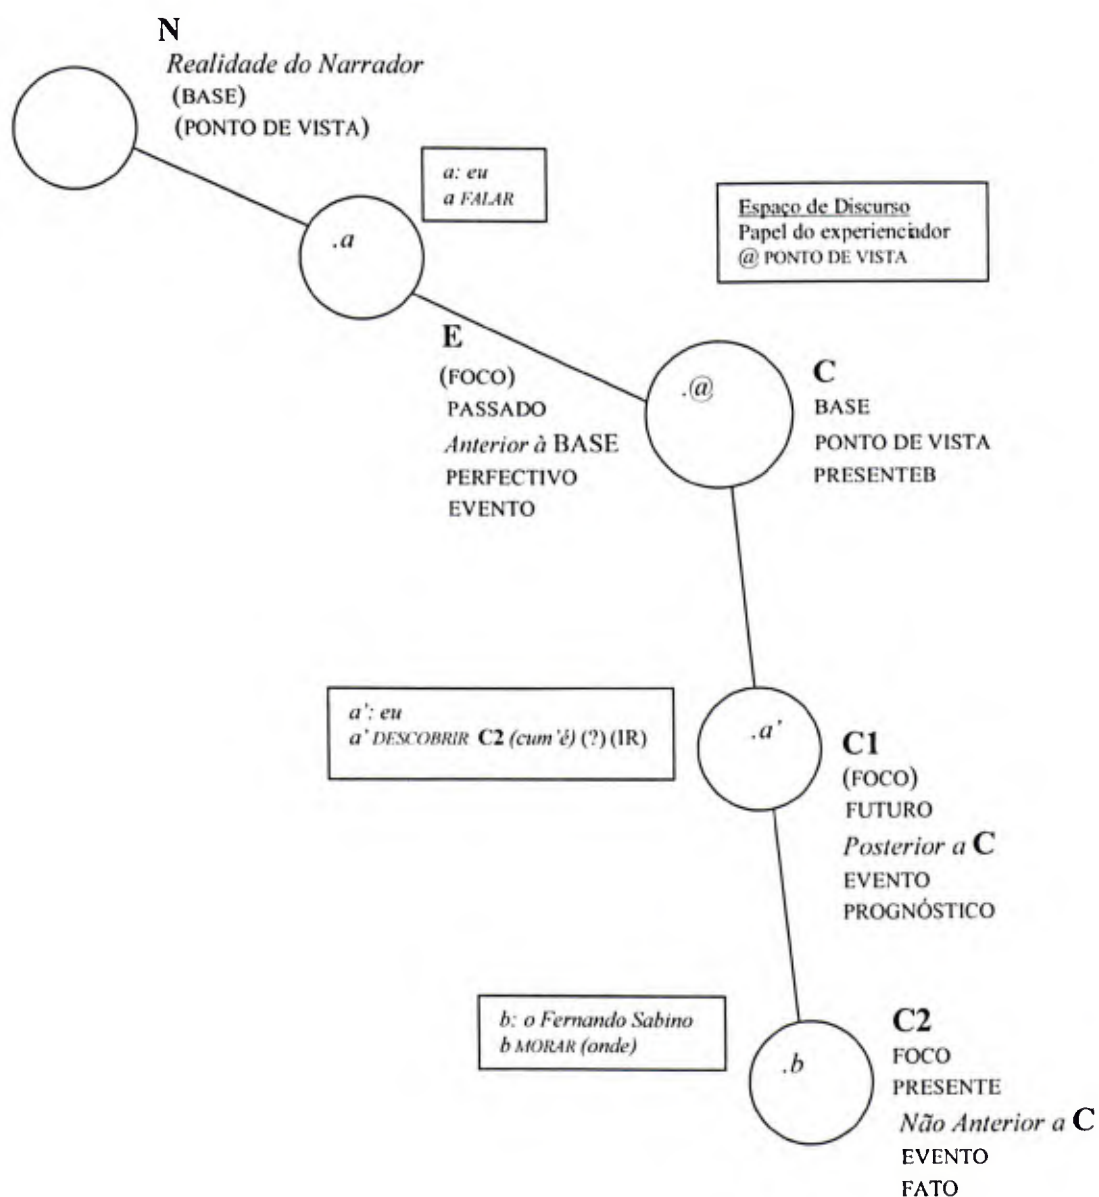 N
Realidade do Narrador
(BASE)
(PONTO DE VISTA)
a: eu
a FALAR
.a
Espaço de Discurso
Papel do experienciador
@ PONTO DE VISTA
E
(FOCO)
PASSADO
Anterior à BASE
PERFECTIVO
EVENTO
.@
C
BASE
PONTO DE VISTA
PRESENTEB
a': eu
a' DESCOBRIR C2 (cum'é) (?) (IR)
.a'
C1
(FOCO)
FUTURO
Posterior a C
EVENTO
PROGNÓSTICO
b: o Fernando Sabino
b MORAR (onde)
.b
C2
FOCO
PRESENTE
Não Anterior a C
EVENTO
FATO